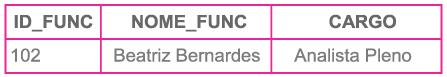 ID_FUNC NOME_FUNC CARGO
102 Beatriz Bernardes Analista Pleno